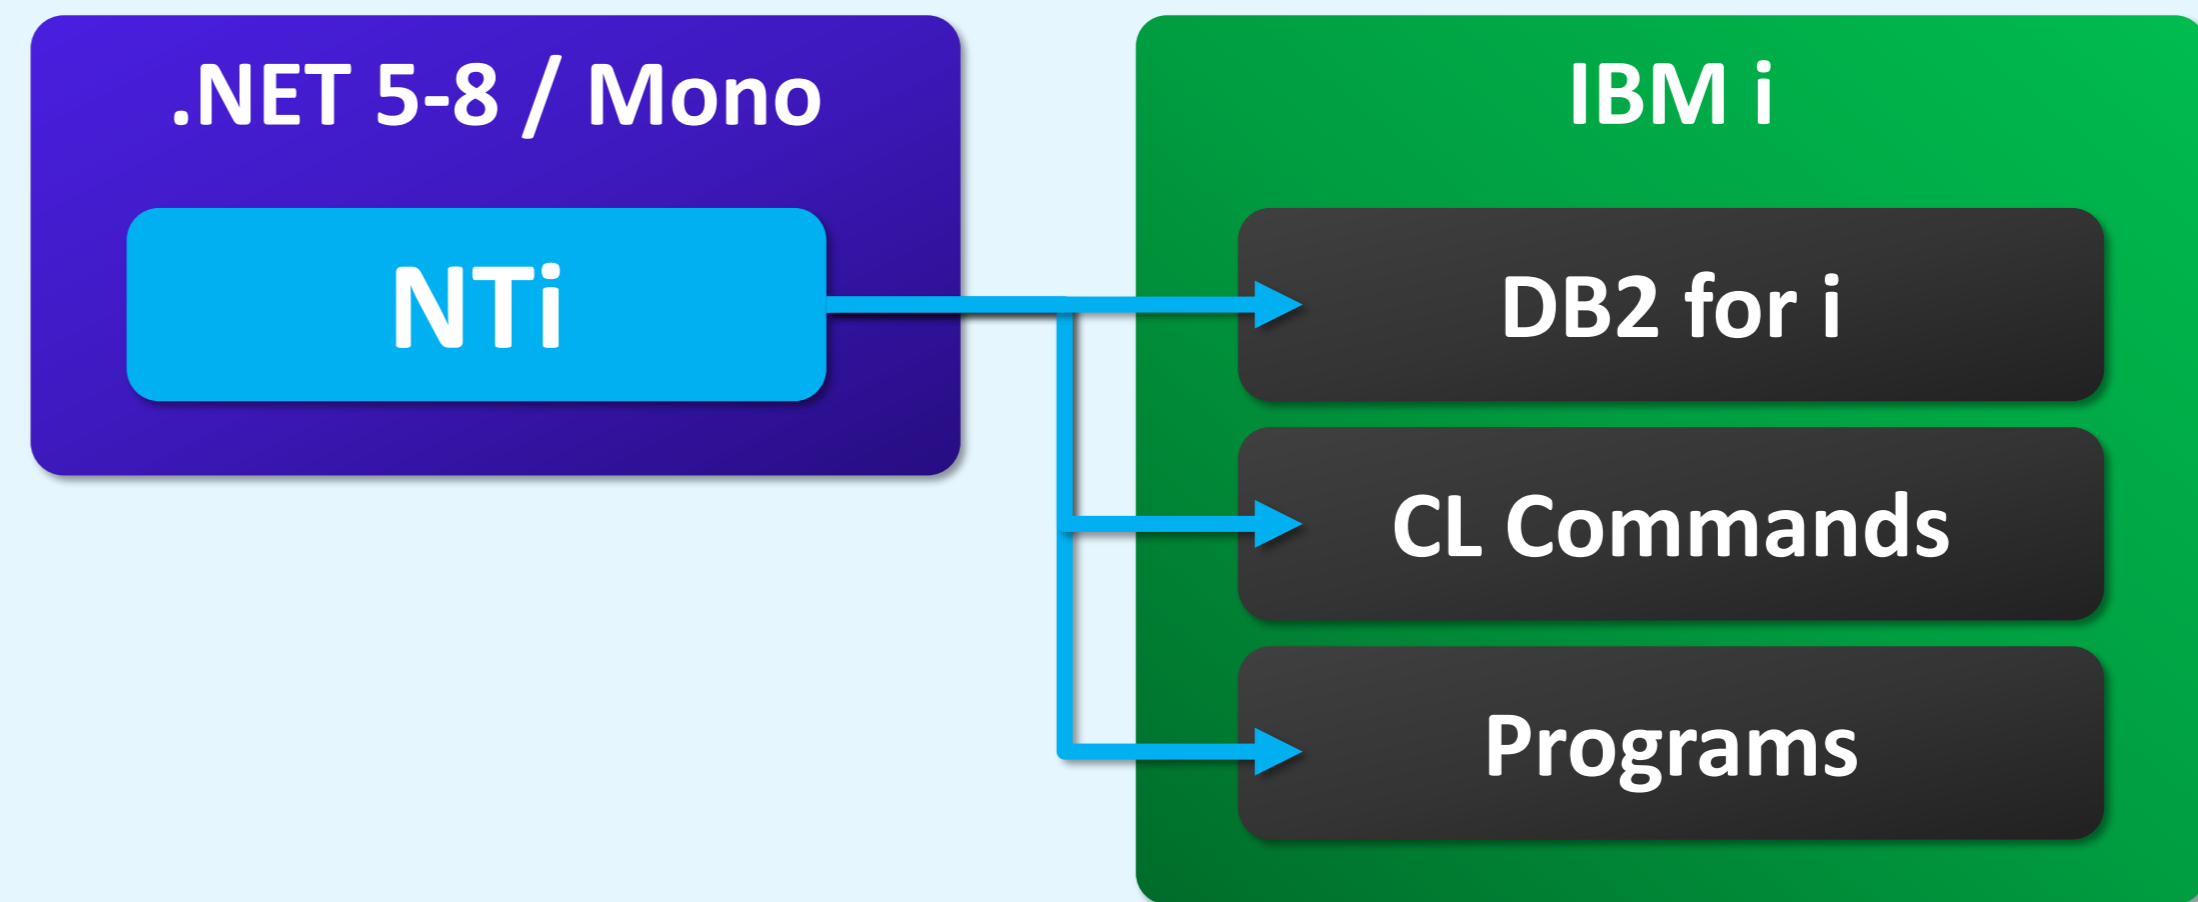 .NET 5-8 / Mono
NTi
IBM i
DB2 for i
CL Commands
Programs